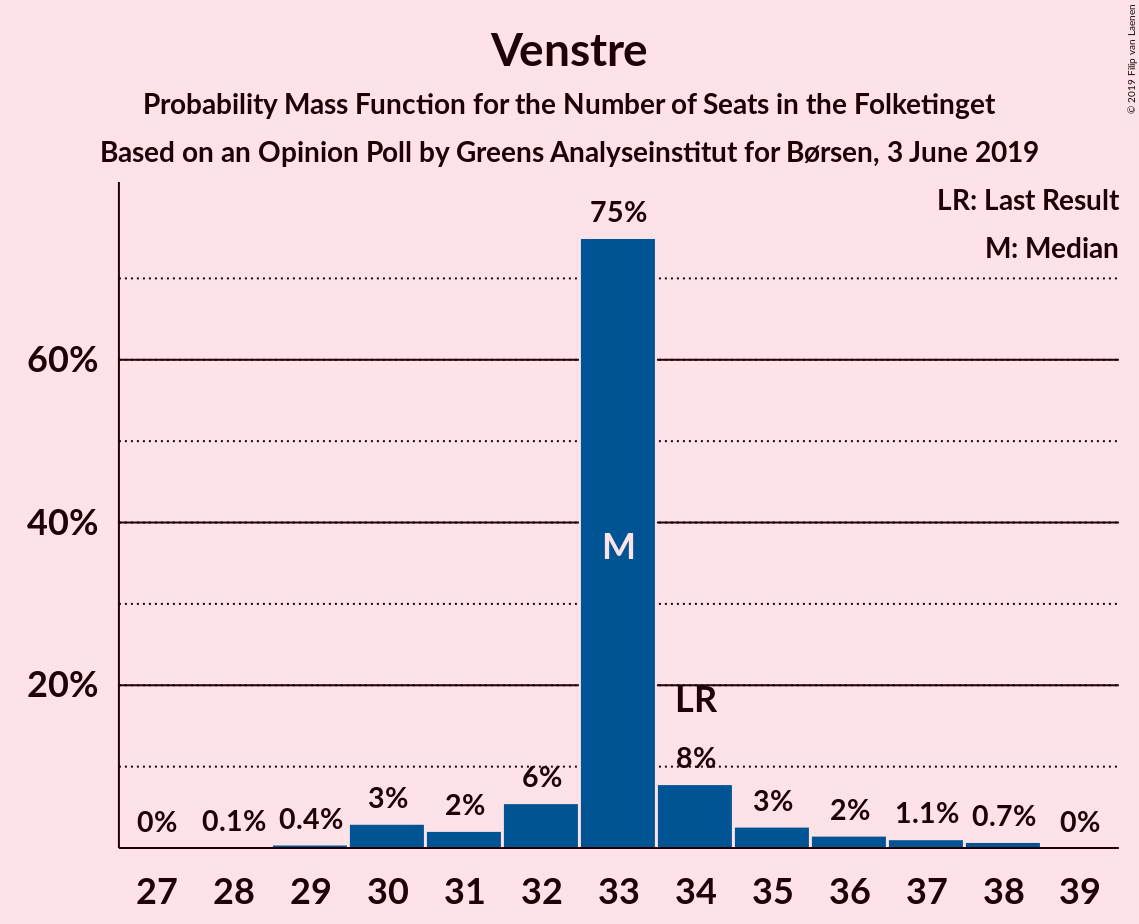 Venstre
Probability Mass Function for the Number of Seats in the Folketinget
Based on an Opinion Poll by Greens Analyseinstitut for Børsen, 3 June 2019
© 2019 Filip van Laenen
LR: Last Result
M: Median
75%
60%
40%
M
20%
LR
0% 0.1% 0.4% 3% 2% 6% 8% 3% 2% 1.1% 0.7% 0%
27 28 29 30 31 32 33 34 35 36 37 38 39